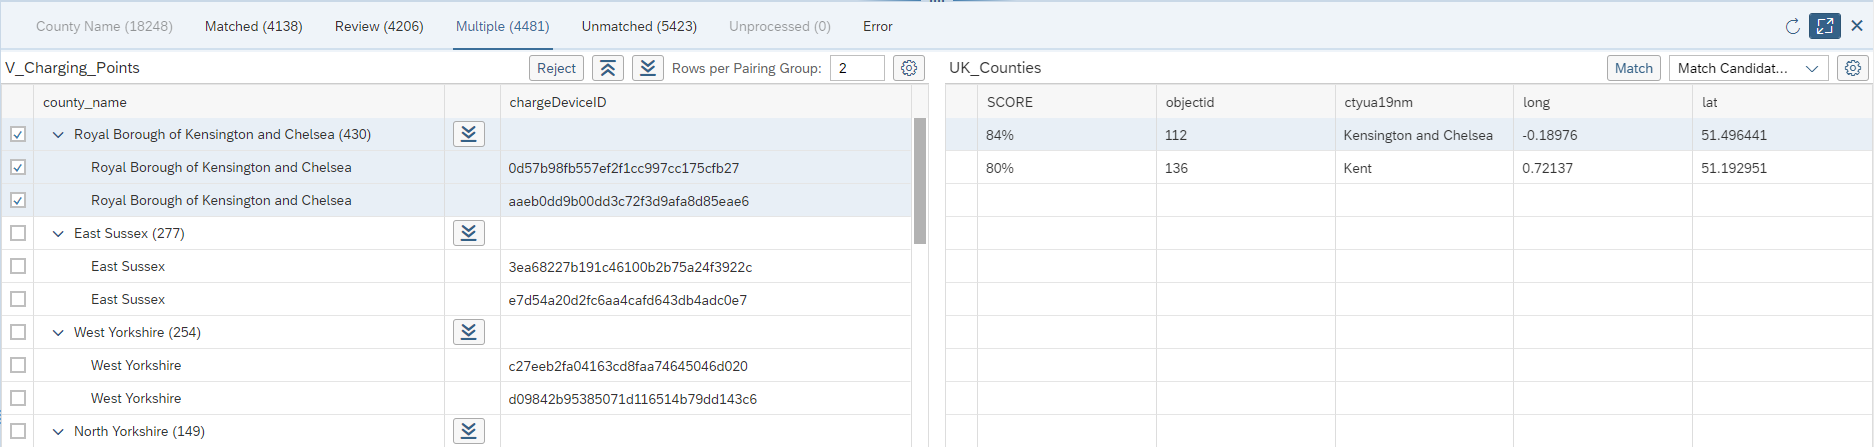 County Name (18248) Matched (4138) Review (4206) Multiple (4481) Unmatched (5423) Unprocessed (0) Error
V_Charging_Points Reject Rows per Pairing Group: 2 UK_Counties Match Match Candidat...
county_name chargeDeviceID SCORE objectid ctyua19nm long lat
Royal Borough of Kensington and Chelsea (430) 84% 112 Kensington and Chelsea -0.18976 51.496441
Royal Borough of Kensington and Chelsea 0d57b98fb557ef2f1cc997cc175cfb27 80% 136 Kent 0.72137 51.192951
Royal Borough of Kensington and Chelsea aaeb0dd9b00dd3c72f3d9afa8d85eae6
East Sussex (277)
East Sussex 3ea68227b191c46100b2b75a24f3922c
East Sussex e7d54a20d2fc6aa4cafd643db4adc0e7
West Yorkshire (254)
West Yorkshire c27eeb2fa04163cd8faa74645046d020
West Yorkshire d09842b95385071d116514b79dd143c6
North Yorkshire (149)